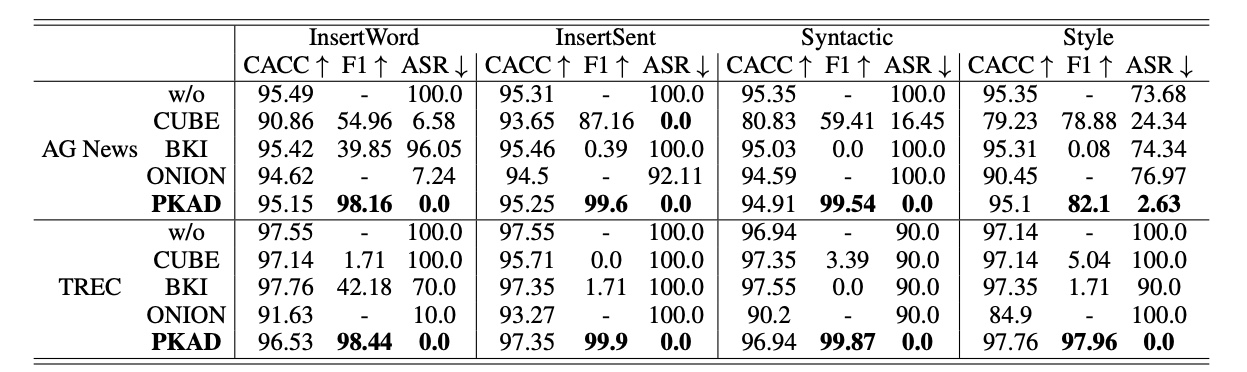 InsertWord InsertSent Syntactic Style
CACC ↑ F1 ↑ ASR ↓ CACC ↑ F1 ↑ ASR ↓ CACC ↑ F1 ↑ ASR ↓ CACC ↑ F1 ↑ ASR ↓
w/o 95.49 - 100.0 95.31 - 100.0 95.35 - 100.0 95.35 - 73.68
CUBE 90.86 54.96 6.58 93.65 87.16 0.0 80.83 59.41 16.45 79.23 78.88 24.34
AG News BKI 95.42 39.85 96.05 95.46 0.39 100.0 95.03 0.0 100.0 95.31 0.08 74.34
ONION 94.62 - 7.24 94.5 - 92.11 94.59 - 100.0 90.45 - 76.97
PKAD 95.15 98.16 0.0 95.25 99.6 0.0 94.91 99.54 0.0 95.1 82.1 2.63
w/o 97.55 - 100.0 97.55 - 100.0 96.94 - 90.0 97.14 - 100.0
CUBE 97.14 1.71 100.0 95.71 0.0 100.0 97.35 3.39 90.0 97.14 5.04 100.0
TREC BKI 97.76 42.18 70.0 97.35 1.71 100.0 97.55 0.0 90.0 97.35 1.71 90.0
ONION 91.63 - 10.0 93.27 - 100.0 90.2 - 90.0 84.9 - 100.0
PKAD 96.53 98.44 0.0 97.35 99.9 0.0 96.94 99.87 0.0 97.76 97.96 0.0